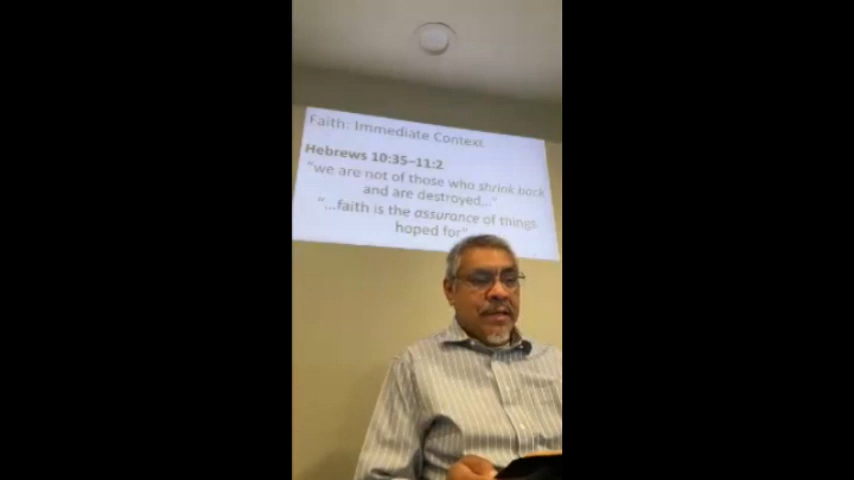 Faith: Immediate Context
Hebrews 10:35–11:2
“we are not of those who shrink back
and are destroyed...”
“...faith is the assurance of things
hoped for”